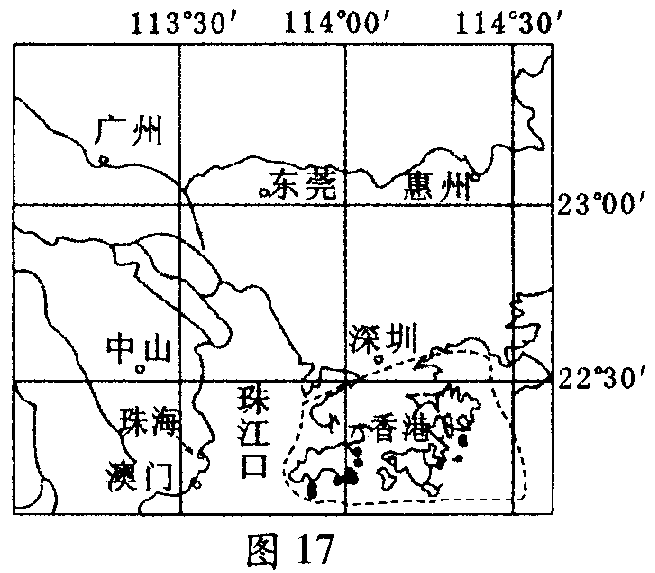 113°30′ 114°00′ 114°30′
广州
东莞 惠州
23°00′
深圳
中山
22°30′
珠江口
珠海 香港
澳门
图 17